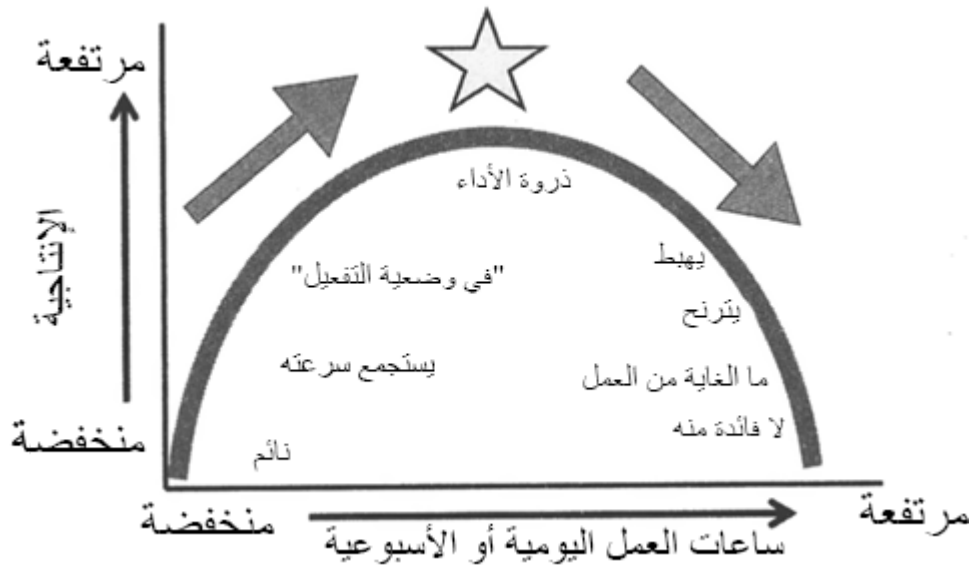 مرتفعة
ذروة الأداء
الإنتاجية
"في وضعية التفعيل"
يهبط
يترنح
يستجمع سرعته
ما الغاية من العمل
لا فائدة منه
منخفضة
نائم
منخفضة
مرتفعة
ساعات العمل اليومية أو الأسبوعية